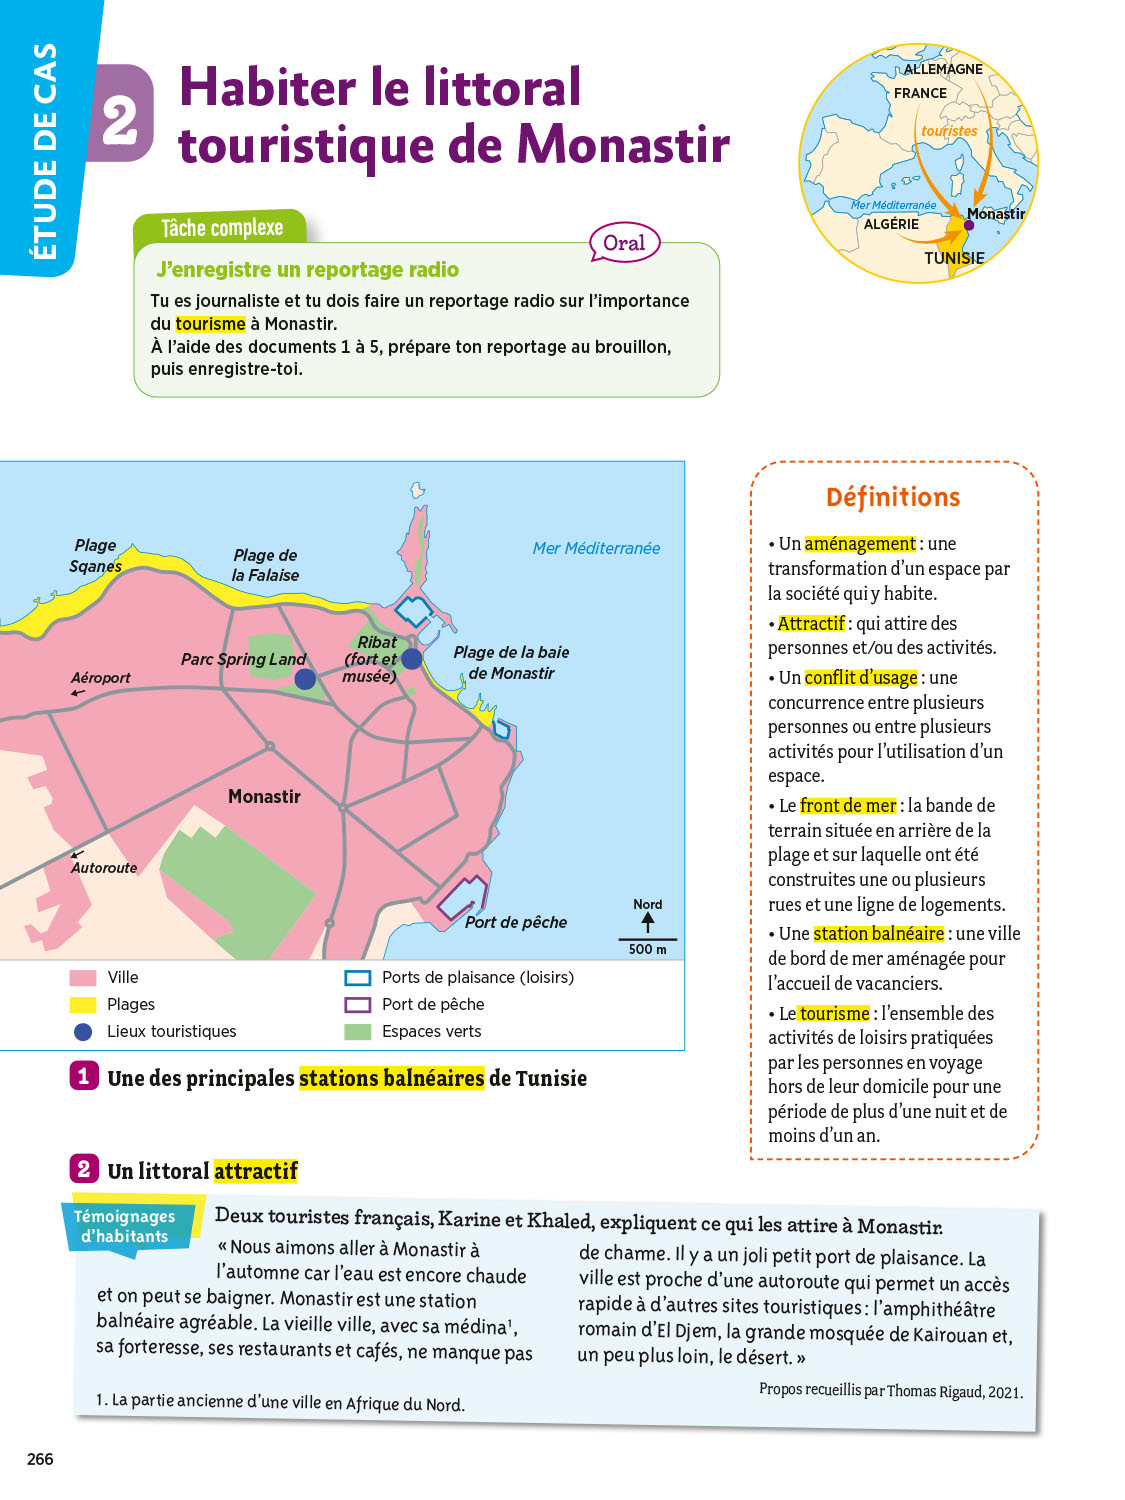 ÉTUDE DE CAS
2
Habiter le littoral
touristique de Monastir
ALLEMAGNE
FRANCE
touristes
Mer Méditerranée
Monastir
ALGÉRIE
TUNISIE
Tâche complexe
Oral
J'enregistre un reportage radio
Tu es journaliste et tu dois faire un reportage radio sur l'importance
du tourisme à Monastir.
À l'aide des documents 1 à 5, prépare ton reportage au brouillon,
puis enregistre-toi.
Plage
Sqanes
Plage de
la Falaise
Mer Méditerranée
Parc Spring Land
Ribat
(fort et
musée)
Plage de la baie
de Monastir
Aéroport
Monastir
Autoroute
Port de pêche
Nord
500 m
Ville
Plages
Lieux touristiques
Ports de plaisance (loisirs)
Port de pêche
Espaces verts
1 Une des principales stations balnéaires de Tunisie
Définitions
• Un aménagement : une
transformation d'un espace par
la société qui y habite.
• Attractif : qui attire des
personnes et/ou des activités.
• Un conflit d'usage : une
concurrence entre plusieurs
personnes ou entre plusieurs
activités pour l'utilisation d'un
espace.
• Le front de mer : la bande de
terrain située en arrière de la
plage et sur laquelle ont été
construites une ou plusieurs
rues et une ligne de logements.
• Une station balnéaire : une ville
de bord de mer aménagée pour
l'accueil de vacanciers.
• Le tourisme : l'ensemble des
activités de loisirs pratiquées
par les personnes en voyage
hors de leur domicile pour une
période de plus d'une nuit et de
moins d'un an.
2 Un littoral attractif
Témoignages
d'habitants
Deux touristes français, Karine et Khaled, expliquent ce qui les attire à Monastir.
« Nous aimons aller à Monastir à
l'automne car l'eau est encore chaude
et on peut se baigner. Monastir est une station
balnéaire agréable. La vieille ville, avec sa médina¹,
sa forteresse, ses restaurants et cafés, ne manque pas
de charme. Il y a un joli petit port de plaisance. La
ville est proche d'une autoroute qui permet un accès
rapide à d'autres sites touristiques : l'amphithéâtre
romain d'El Djem, la grande mosquée de Kairouan et,
un peu plus loin, le désert. »
Propos recueillis par Thomas Rigaud, 2021.
1. La partie ancienne d'une ville en Afrique du Nord.
266